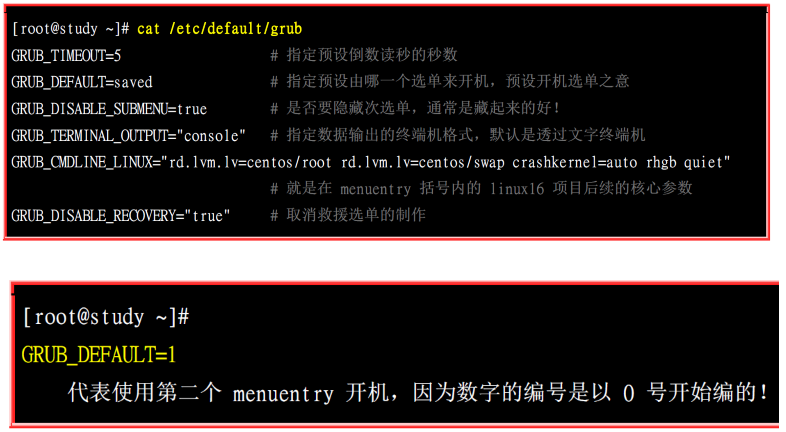 [root@study ~]# cat /etc/default/grub
GRUB_TIMEOUT=5 # 指定预设倒数读秒的秒数
GRUB_DEFAULT=saved # 指定预设由哪一个选单来开机，预设开机选单之意
GRUB_DISABLE_SUBMENU=true # 是否要隐藏次选单，通常是藏起来的好！
GRUB_TERMINAL_OUTPUT="console" # 指定数据输出的终端机格式，默认是透过文字终端机
GRUB_CMDLINE_LINUX="rd.lvm.lv=centos/root rd.lvm.lv=centos/swap crashkernel=auto rhgb quiet"
# 就是在 menuentry 括号内的 linux16 项目后续的核心参数
GRUB_DISABLE_RECOVERY="true" # 取消救援选单的制作
[root@study ~]#
GRUB_DEFAULT=1
代表使用第二个 menuentry 开机，因为数字的编号是以 0 号开始编的！